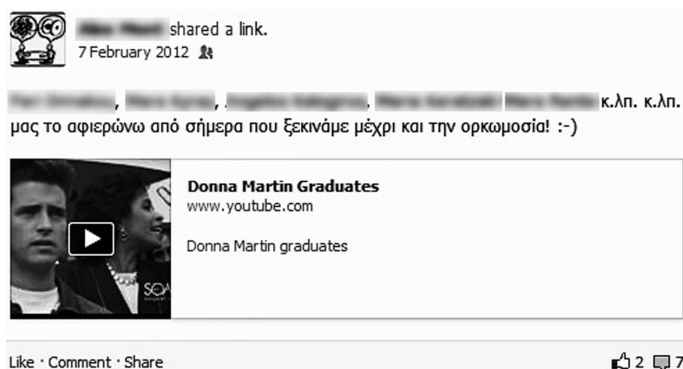 shared a link.
7 February 2012
κ.λπ. κ.λπ.
μας το αφιερώνω από σήμερα που ξεκινάμε μέχρι και την ορκωμοσία! :-)
Donna Martin Graduates
www.youtube.com
Donna Martin graduates
Like · Comment · Share 2 7